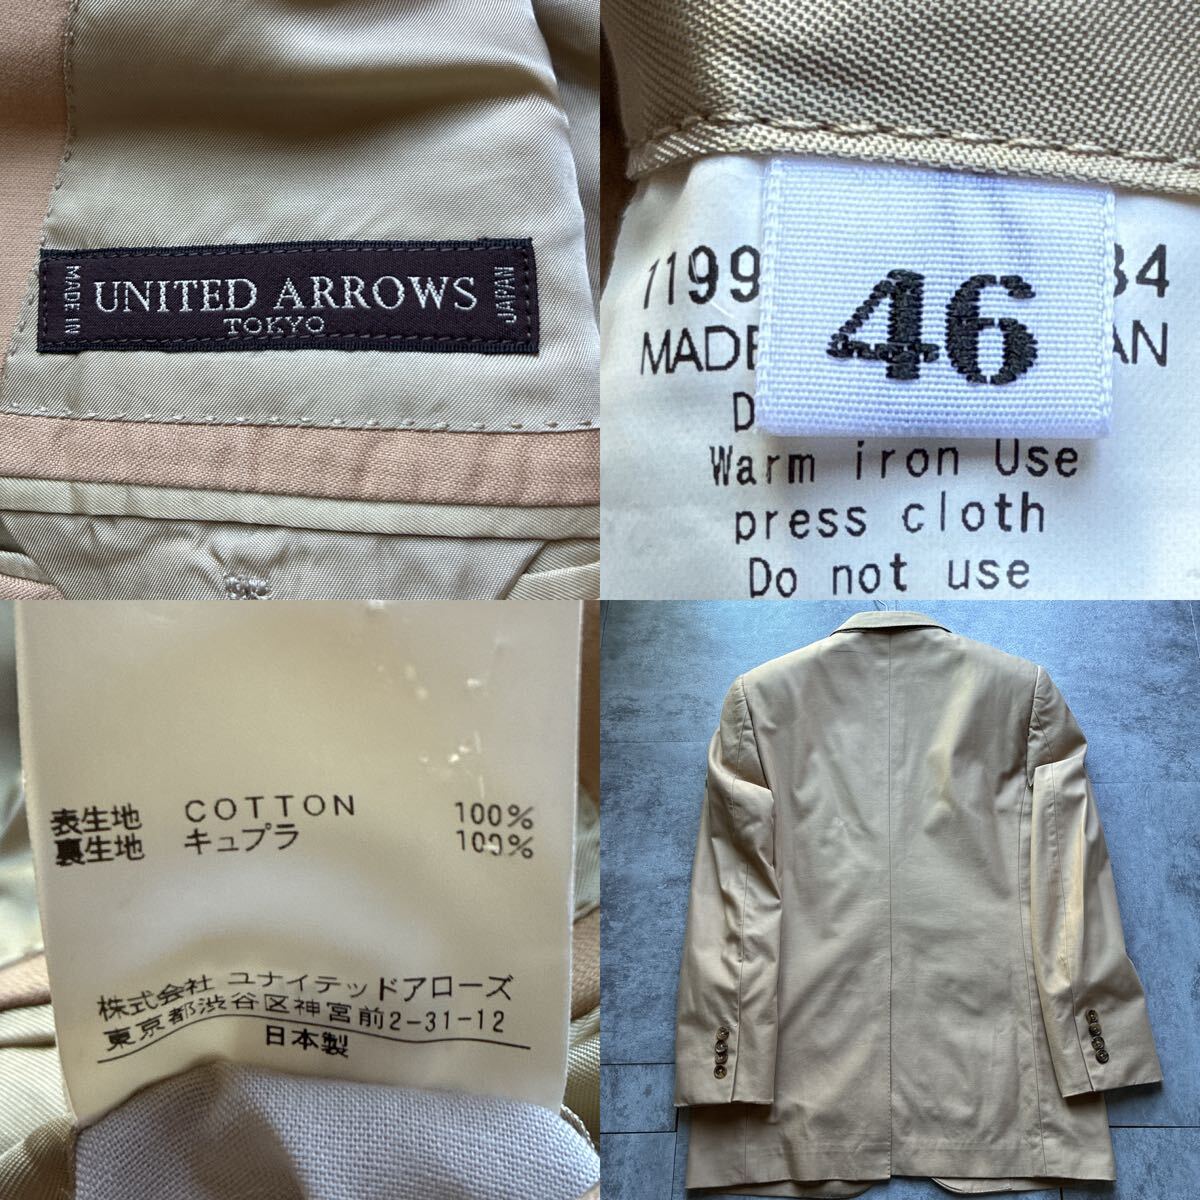 MADE IN
UNITED ARROWS
TOKYO
JAPAN
46
1199 34
MADE AN
D
Warm iron Use
press cloth
Do not use
表生地 COTTON 100%
裏生地 キュプラ 100%
株式会社 ユナイテッドアローズ
東京都渋谷区神宮前2-31-12
日本製